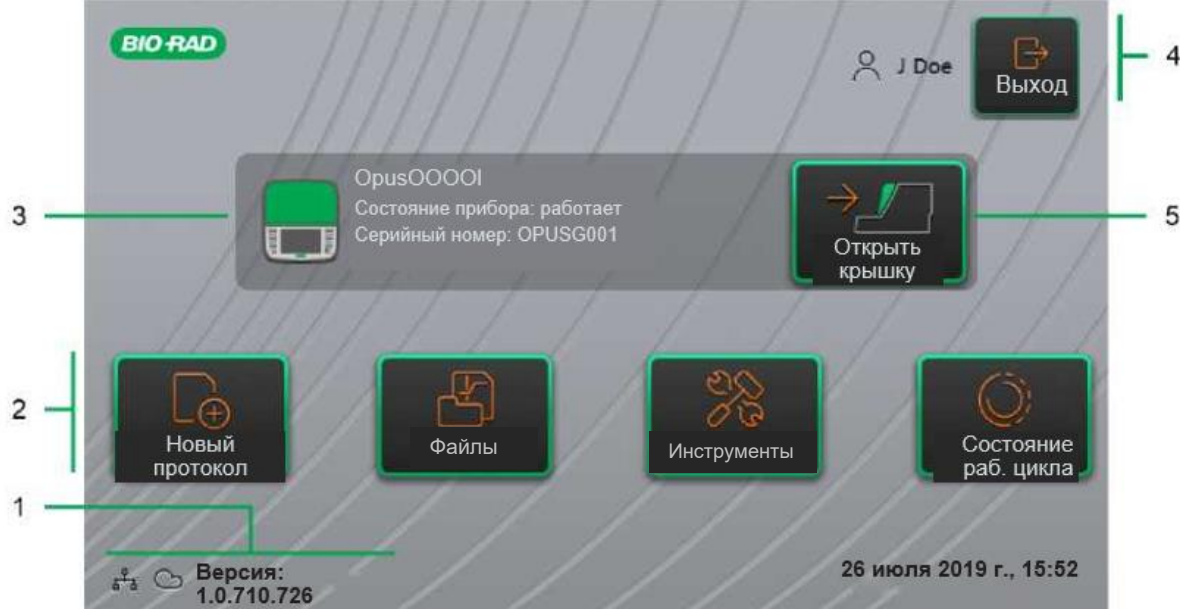 BIO-RAD
J Doe
Выход
4
OpusOOOOl
Состояние прибора: работает
Серийный номер: OPUSG001
Открыть
крышку
3
5
Новый
протокол
Файлы
Инструменты
Состояние
раб. цикла
2
1
Версия:
1.0.710.726
26 июля 2019 г., 15:52